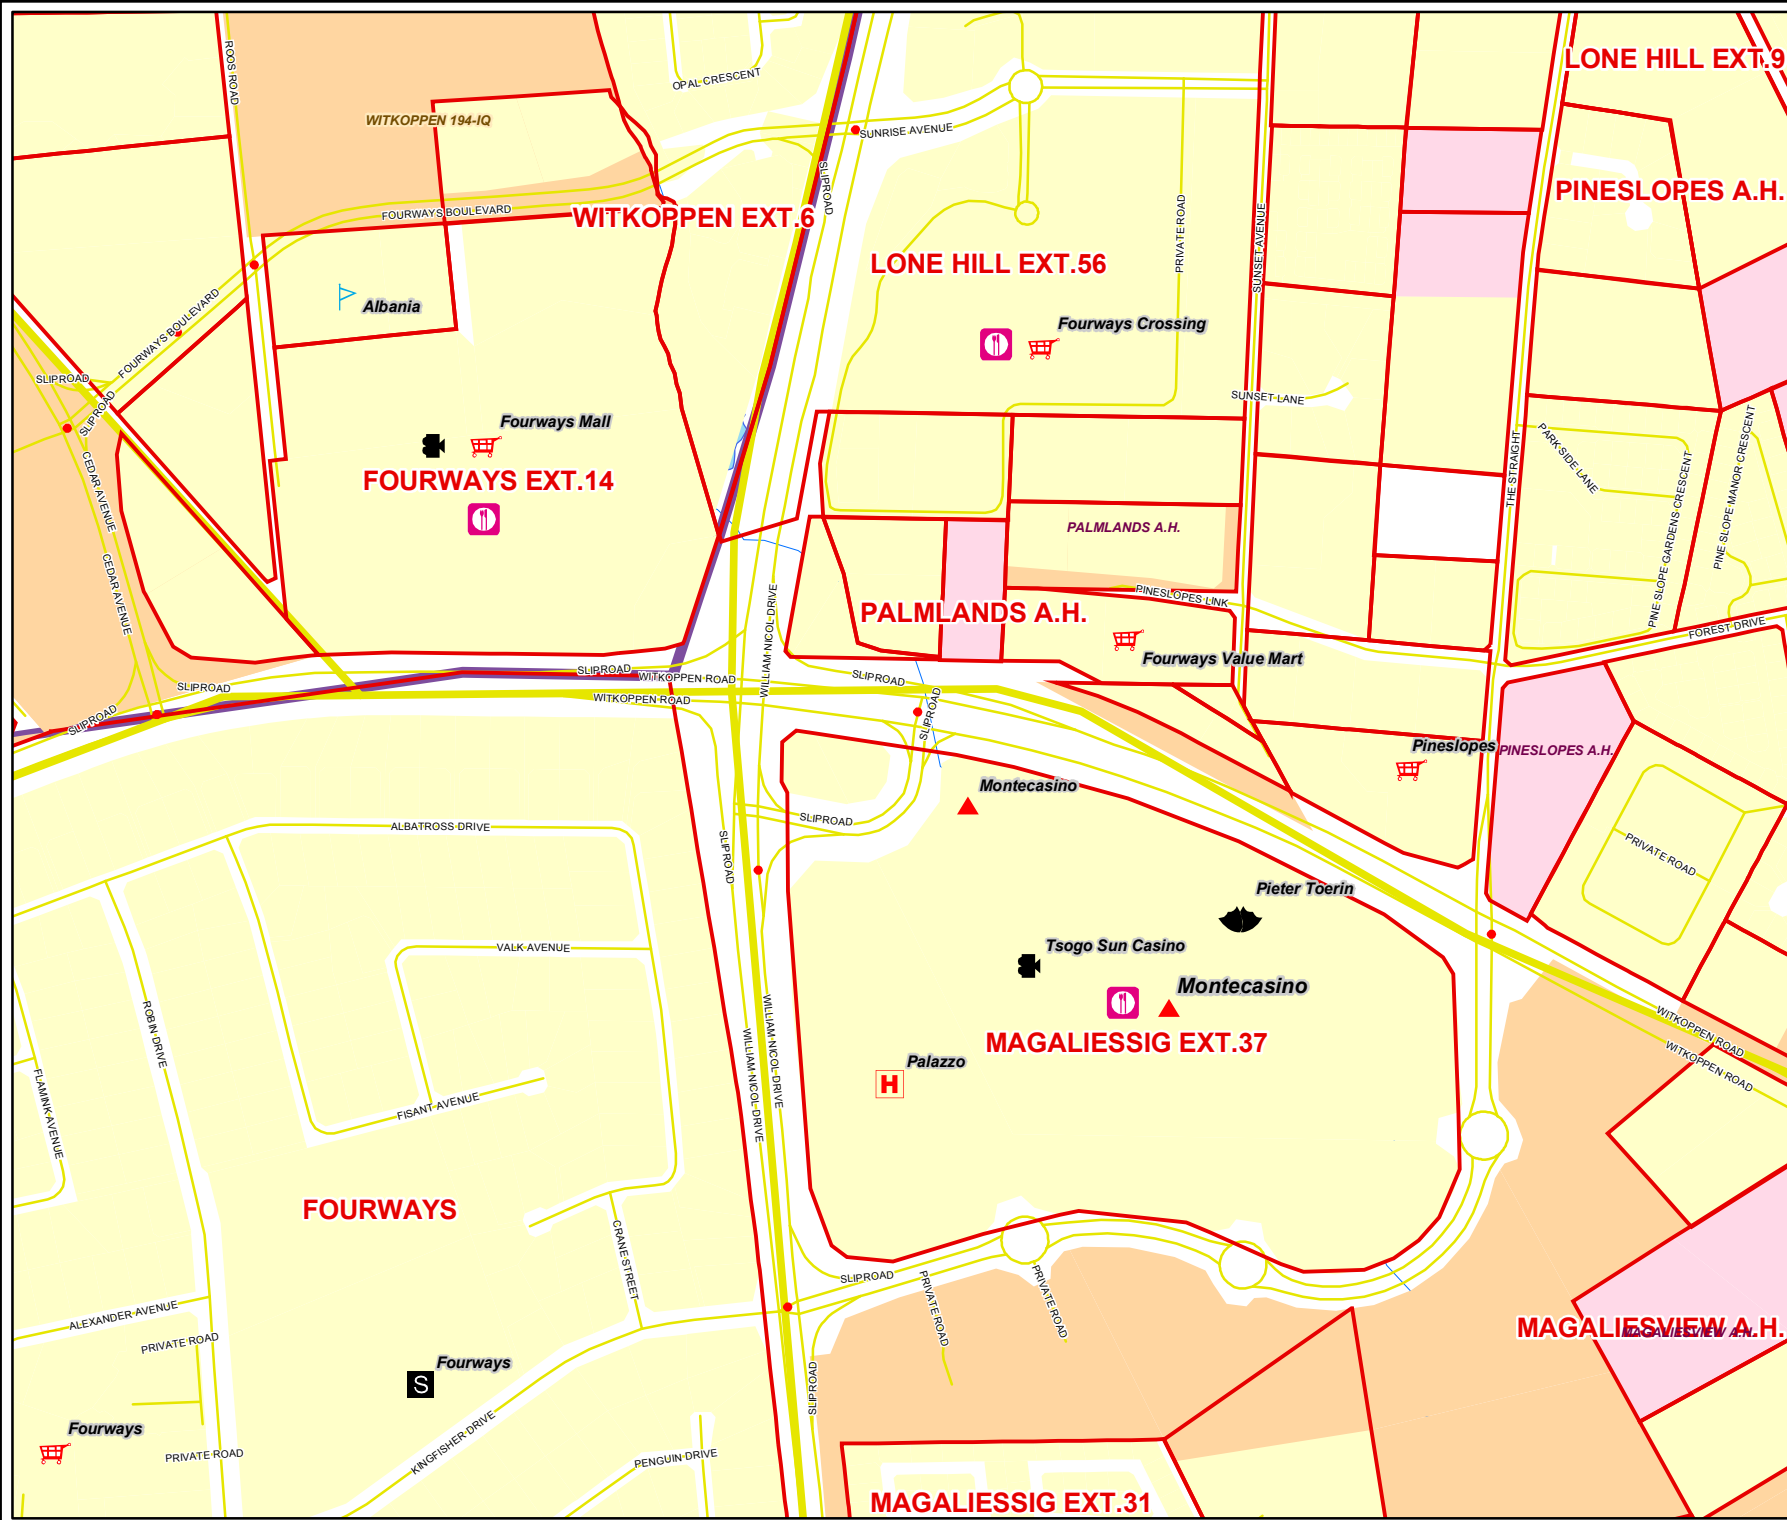 ROOS ROAD
OPAL CRESCENT
LONE HILL EXT.9
WITKOPPEN 194-IQ
SUNRISE AVENUE
SLIPROAD
PINESLOPES A.H.
FOURWAYS BOULEVARD
WITKOPPEN EXT.6
PRIVATE ROAD
SUNSET AVENUE
LONE HILL EXT.56
Albania
Fourways Crossing
FOURWAYS BOULEVARD
SLIPROAD
SLIPROAD
SUNSET LANE
Fourways Mall
FOURWAYS EXT.14
CEDAR AVENUE
THE STRAIGHT
PARK SIDE LANE
PINE SLOPE GARDENS CRESCENT
PINE SLOPE MANOR CRESCENT
PALMLANDS A.H.
CEDAR AVENUE
WILLIAM NICOL DRIVE
PALMLANDS A.H.
PINESLOPES LINK
FOREST DRIVE
Fourways Value Mart
SLIPROAD
WITKOPPEN ROAD
SLIPROAD
SLIPROAD
WITKOPPEN ROAD
SLIPROAD
SLIPROAD
Pineslopes
PINESLOPES A.H.
Montecasino
SLIPROAD
ALBATROSS DRIVE
SLIPROAD
PRIVATE ROAD
Pieter Toerin
VALK AVENUE
Tsogo Sun Casino
Montecasino
ROBIN DRIVE
WILLIAM NICOL DRIVE
WILLIAM NICOL DRIVE
MAGALIESSIG EXT.37
WITKOPPEN ROAD
WITKOPPEN ROAD
Palazzo
H
FLAMINK AVENUE
FISANT AVENUE
FOURWAYS
CRANE STREET
SLIPROAD
PRIVATE ROAD
PRIVATE ROAD
ALEXANDER AVENUE
PRIVATE ROAD
MAGALIESVIEW A.H.
MAGALIESVIEW A.H.
Fourways
S
SLIPROAD
Fourways
KINGFISHER DRIVE
PRIVATE ROAD
PENGUIN DRIVE
MAGALIESSIG EXT.31